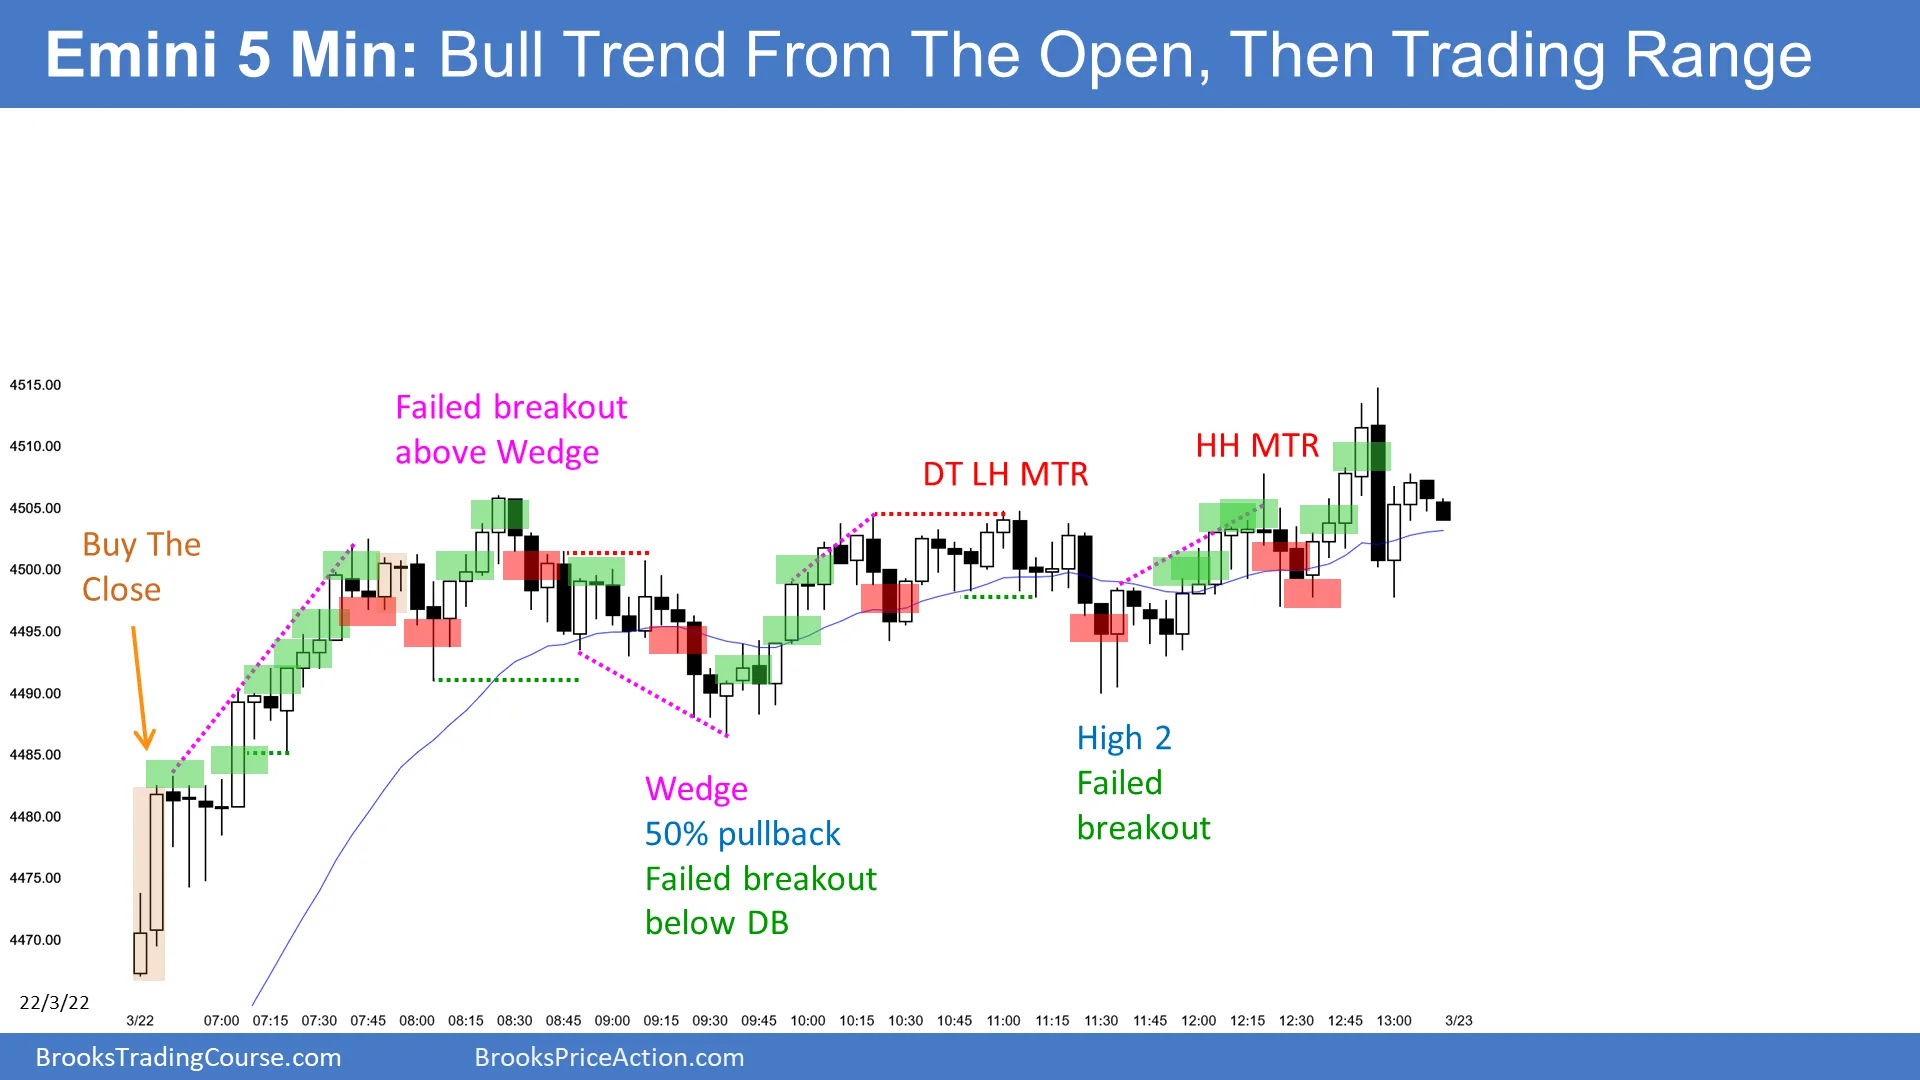 Emini 5 Min: Bull Trend From The Open, Then Trading Range
4515.00
4510.00
4505.00
4500.00
4495.00
4490.00
4485.00
4480.00
4475.00
4470.00
Buy The
Close
Failed breakout
above Wedge
Wedge
50% pullback
Failed breakout
below DB
DT LH MTR
High 2
Failed
breakout
HH MTR
22/3/22
3/22 07:00 07:15 07:30 07:45 08:00 08:15 08:30 08:45 09:00 09:15 09:30 09:45 10:00 10:15 10:30 10:45 11:00 11:15 11:30 11:45 12:00 12:15 12:30 12:45 13:00 3/23
BrooksTradingCourse.com BrooksPriceAction.com